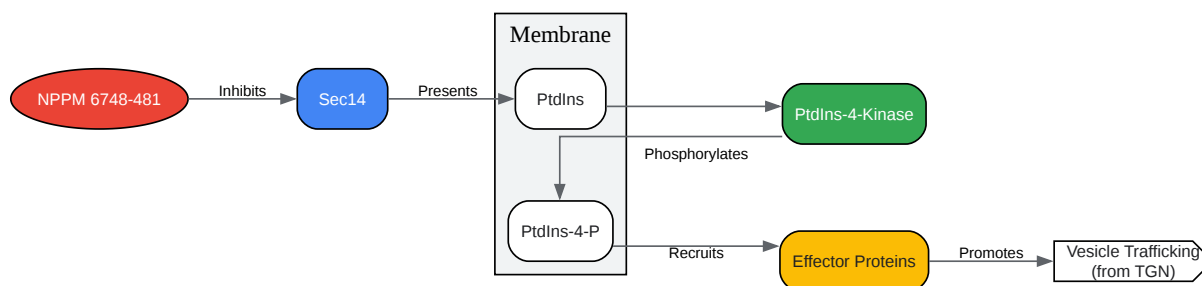 Membrane
NPPM 6748-481
Inhibits
Sec14
Presents
PtdIns
PtdIns-4-Kinase
Phosphorylates
PtdIns-4-P
Recruits
Effector Proteins
Promotes
Vesicle Trafficking
(from TGN)